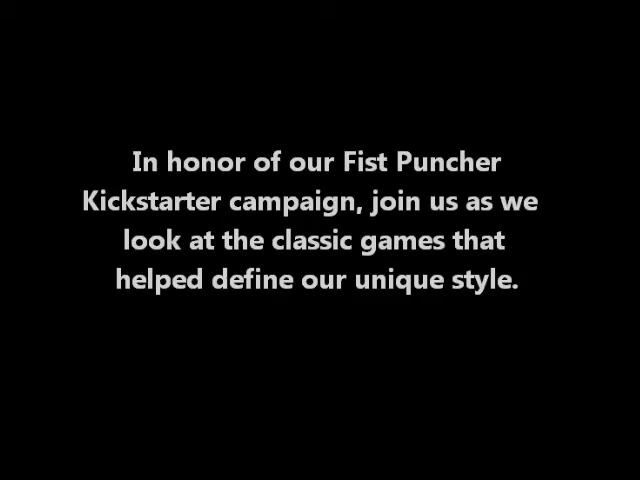 In honor of our Fist Puncher
Kickstarter campaign, join us as we
look at the classic games that
helped define our unique style.